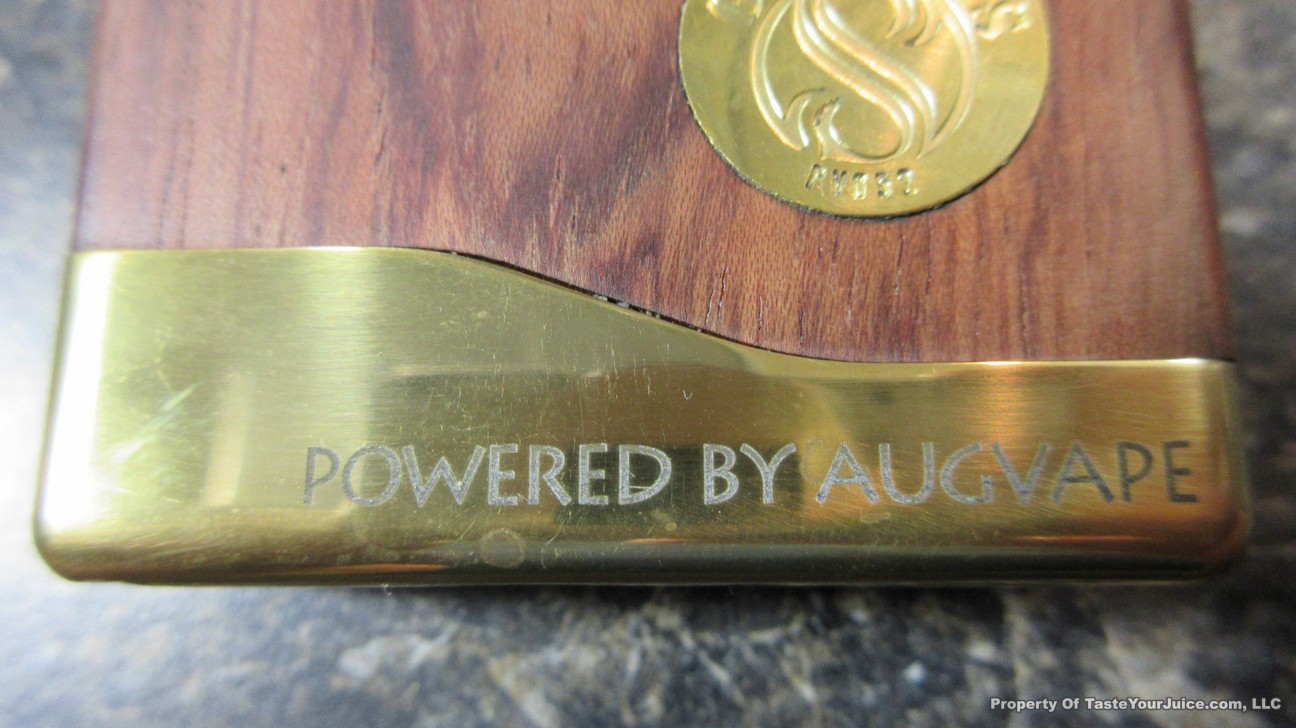 POWERED BY AUGVAPE
Property Of TasteYourJuice.com, LLC